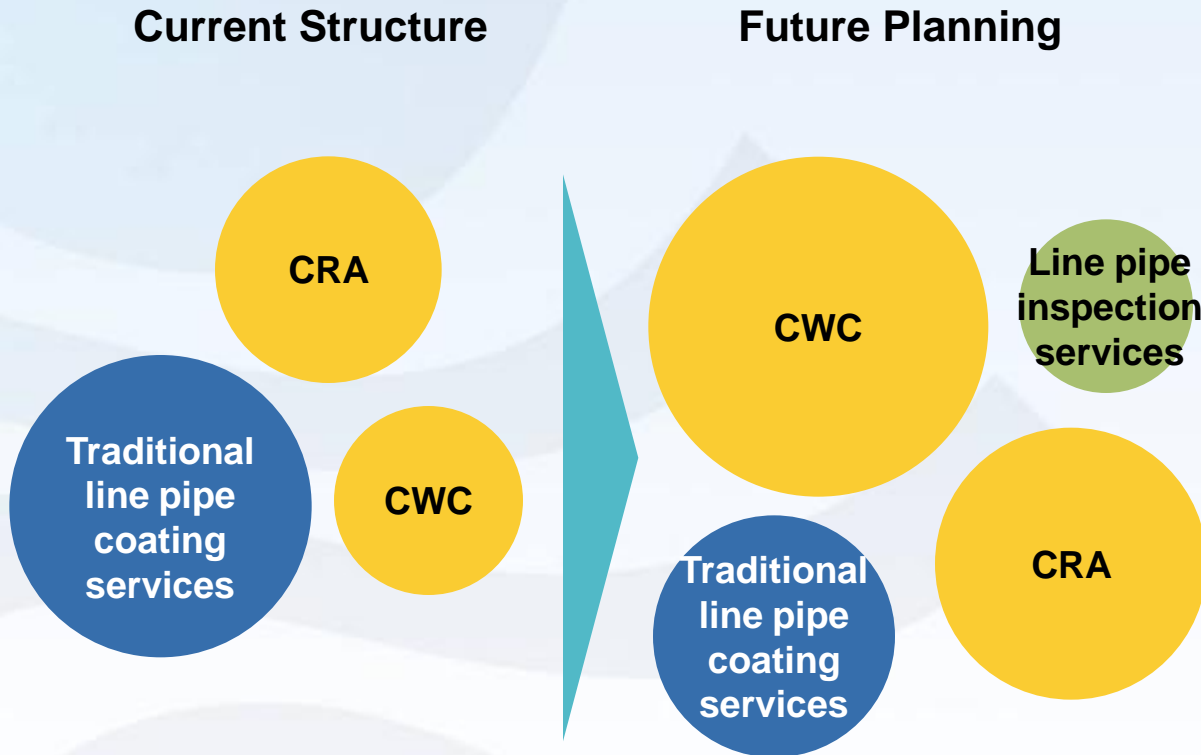 Current Structure
Future Planning
CRA
Traditional
line pipe
coating
services
CWC
CWC
Line pipe
inspection
services
CRA
Traditional
line pipe
coating
services